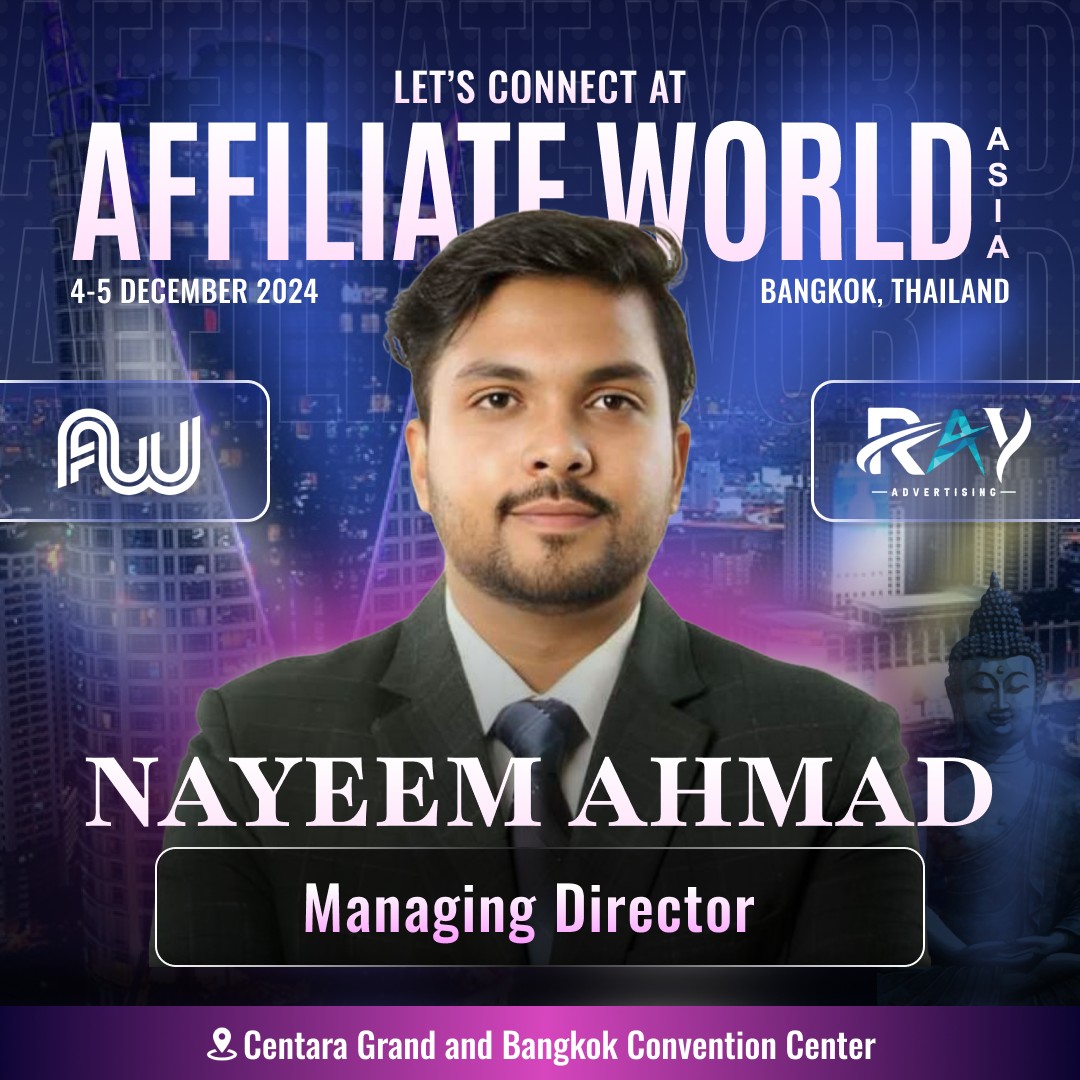 LET'S CONNECT AT
AFFILIATE WORLD
ASIA
4-5 DECEMBER 2024
BANGKOK, THAILAND
AW
RAY
ADVERTISING
NAYEEM AHMAD
Managing Director
Centara Grand and Bangkok Convention Center